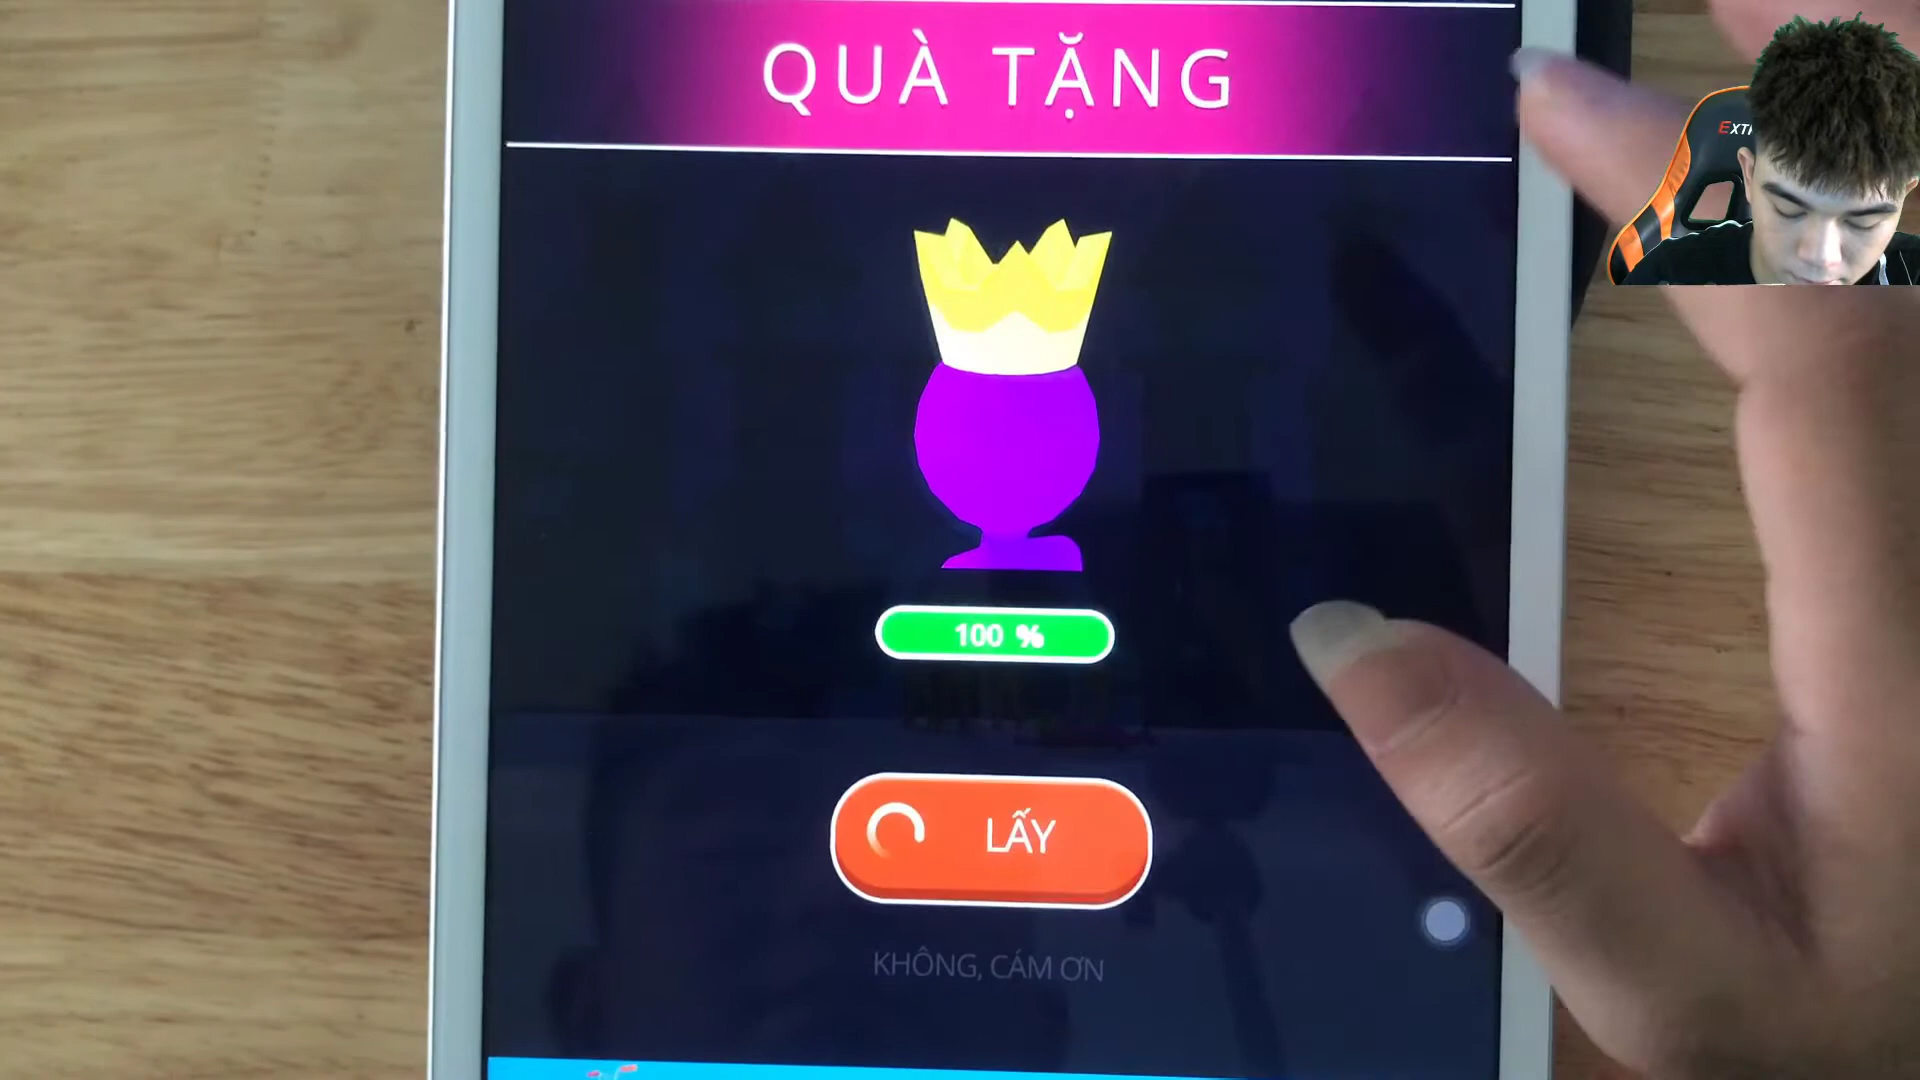 QUÀ TẶNG
100 %
LẤY
KHÔNG, CÁM ƠN